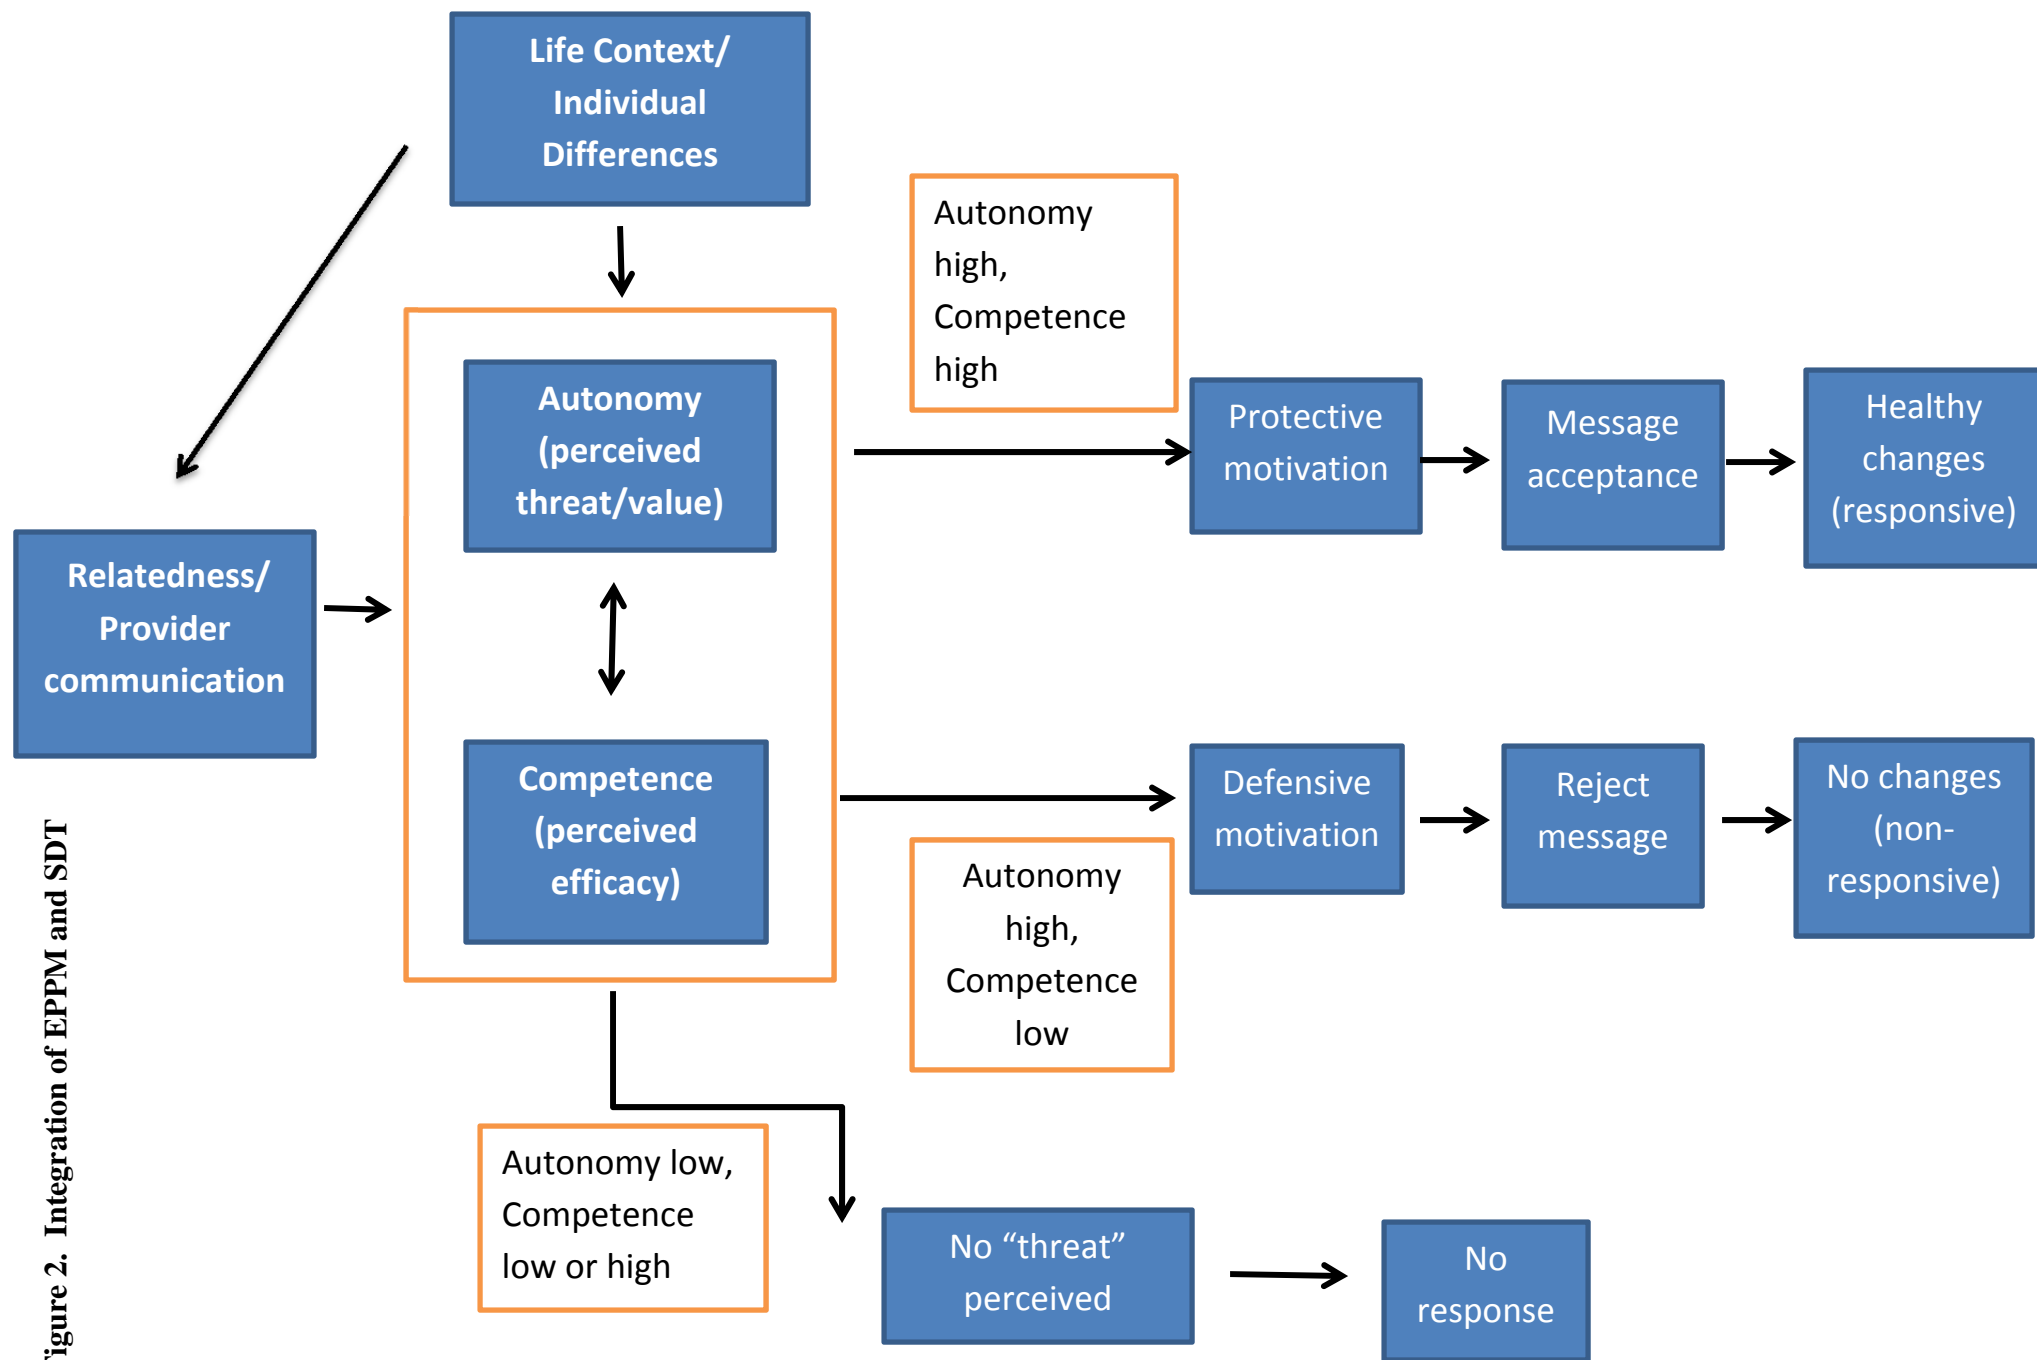 Life Context/
Individual
Differences
Autonomy
high,
Competence
high
Autonomy
(perceived
threat/value)
Protective
motivation
Message
acceptance
Healthy
changes
(responsive)
Relatedness/
Provider
communication
Competence
(perceived
efficacy)
Defensive
motivation
Reject
message
No changes
(non-
responsive)
Autonomy
high,
Competence
low
Autonomy low,
Competence
low or high
No “threat”
perceived
No
response
igure 2. Integration of EPPM and SDT